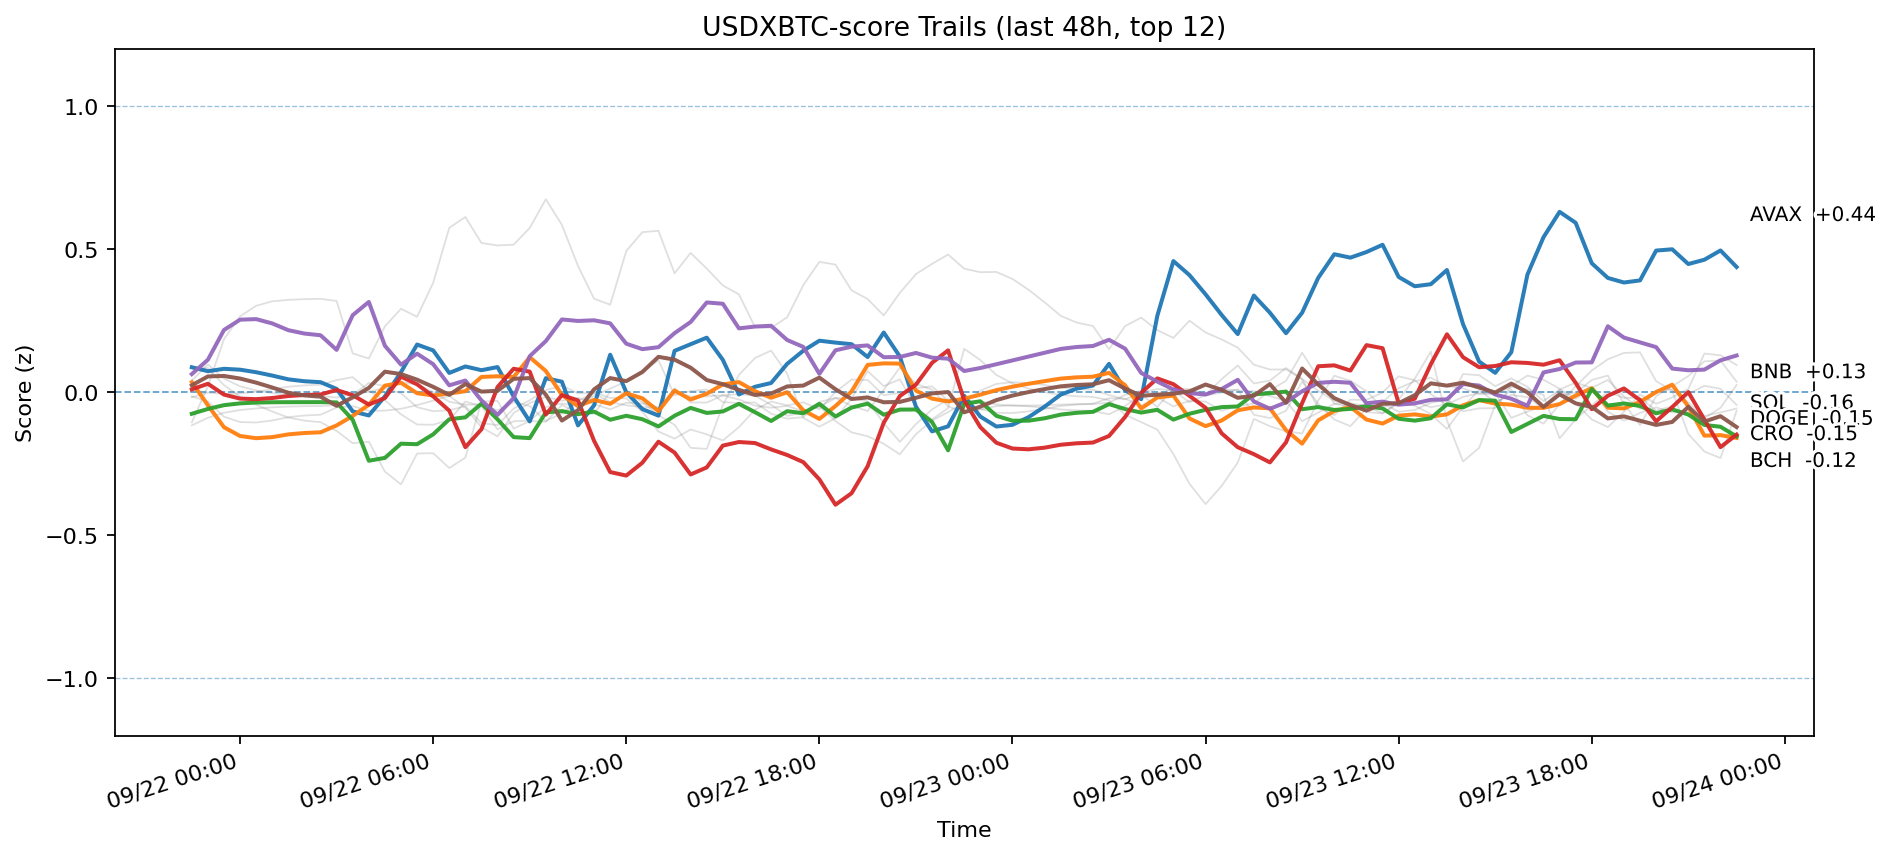 USDXBTC-score Trails (last 48h, top 12)
Score (z)
1.0
0.5
0.0
−0.5
−1.0
AVAX +0.44
BNB +0.13
SOL -0.16
DOGE -0.15
CRO -0.15
BCH -0.12
09/22 00:00
09/22 06:00
09/22 12:00
09/22 18:00
09/23 00:00
09/23 06:00
09/23 12:00
09/23 18:00
09/24 00:00
Time